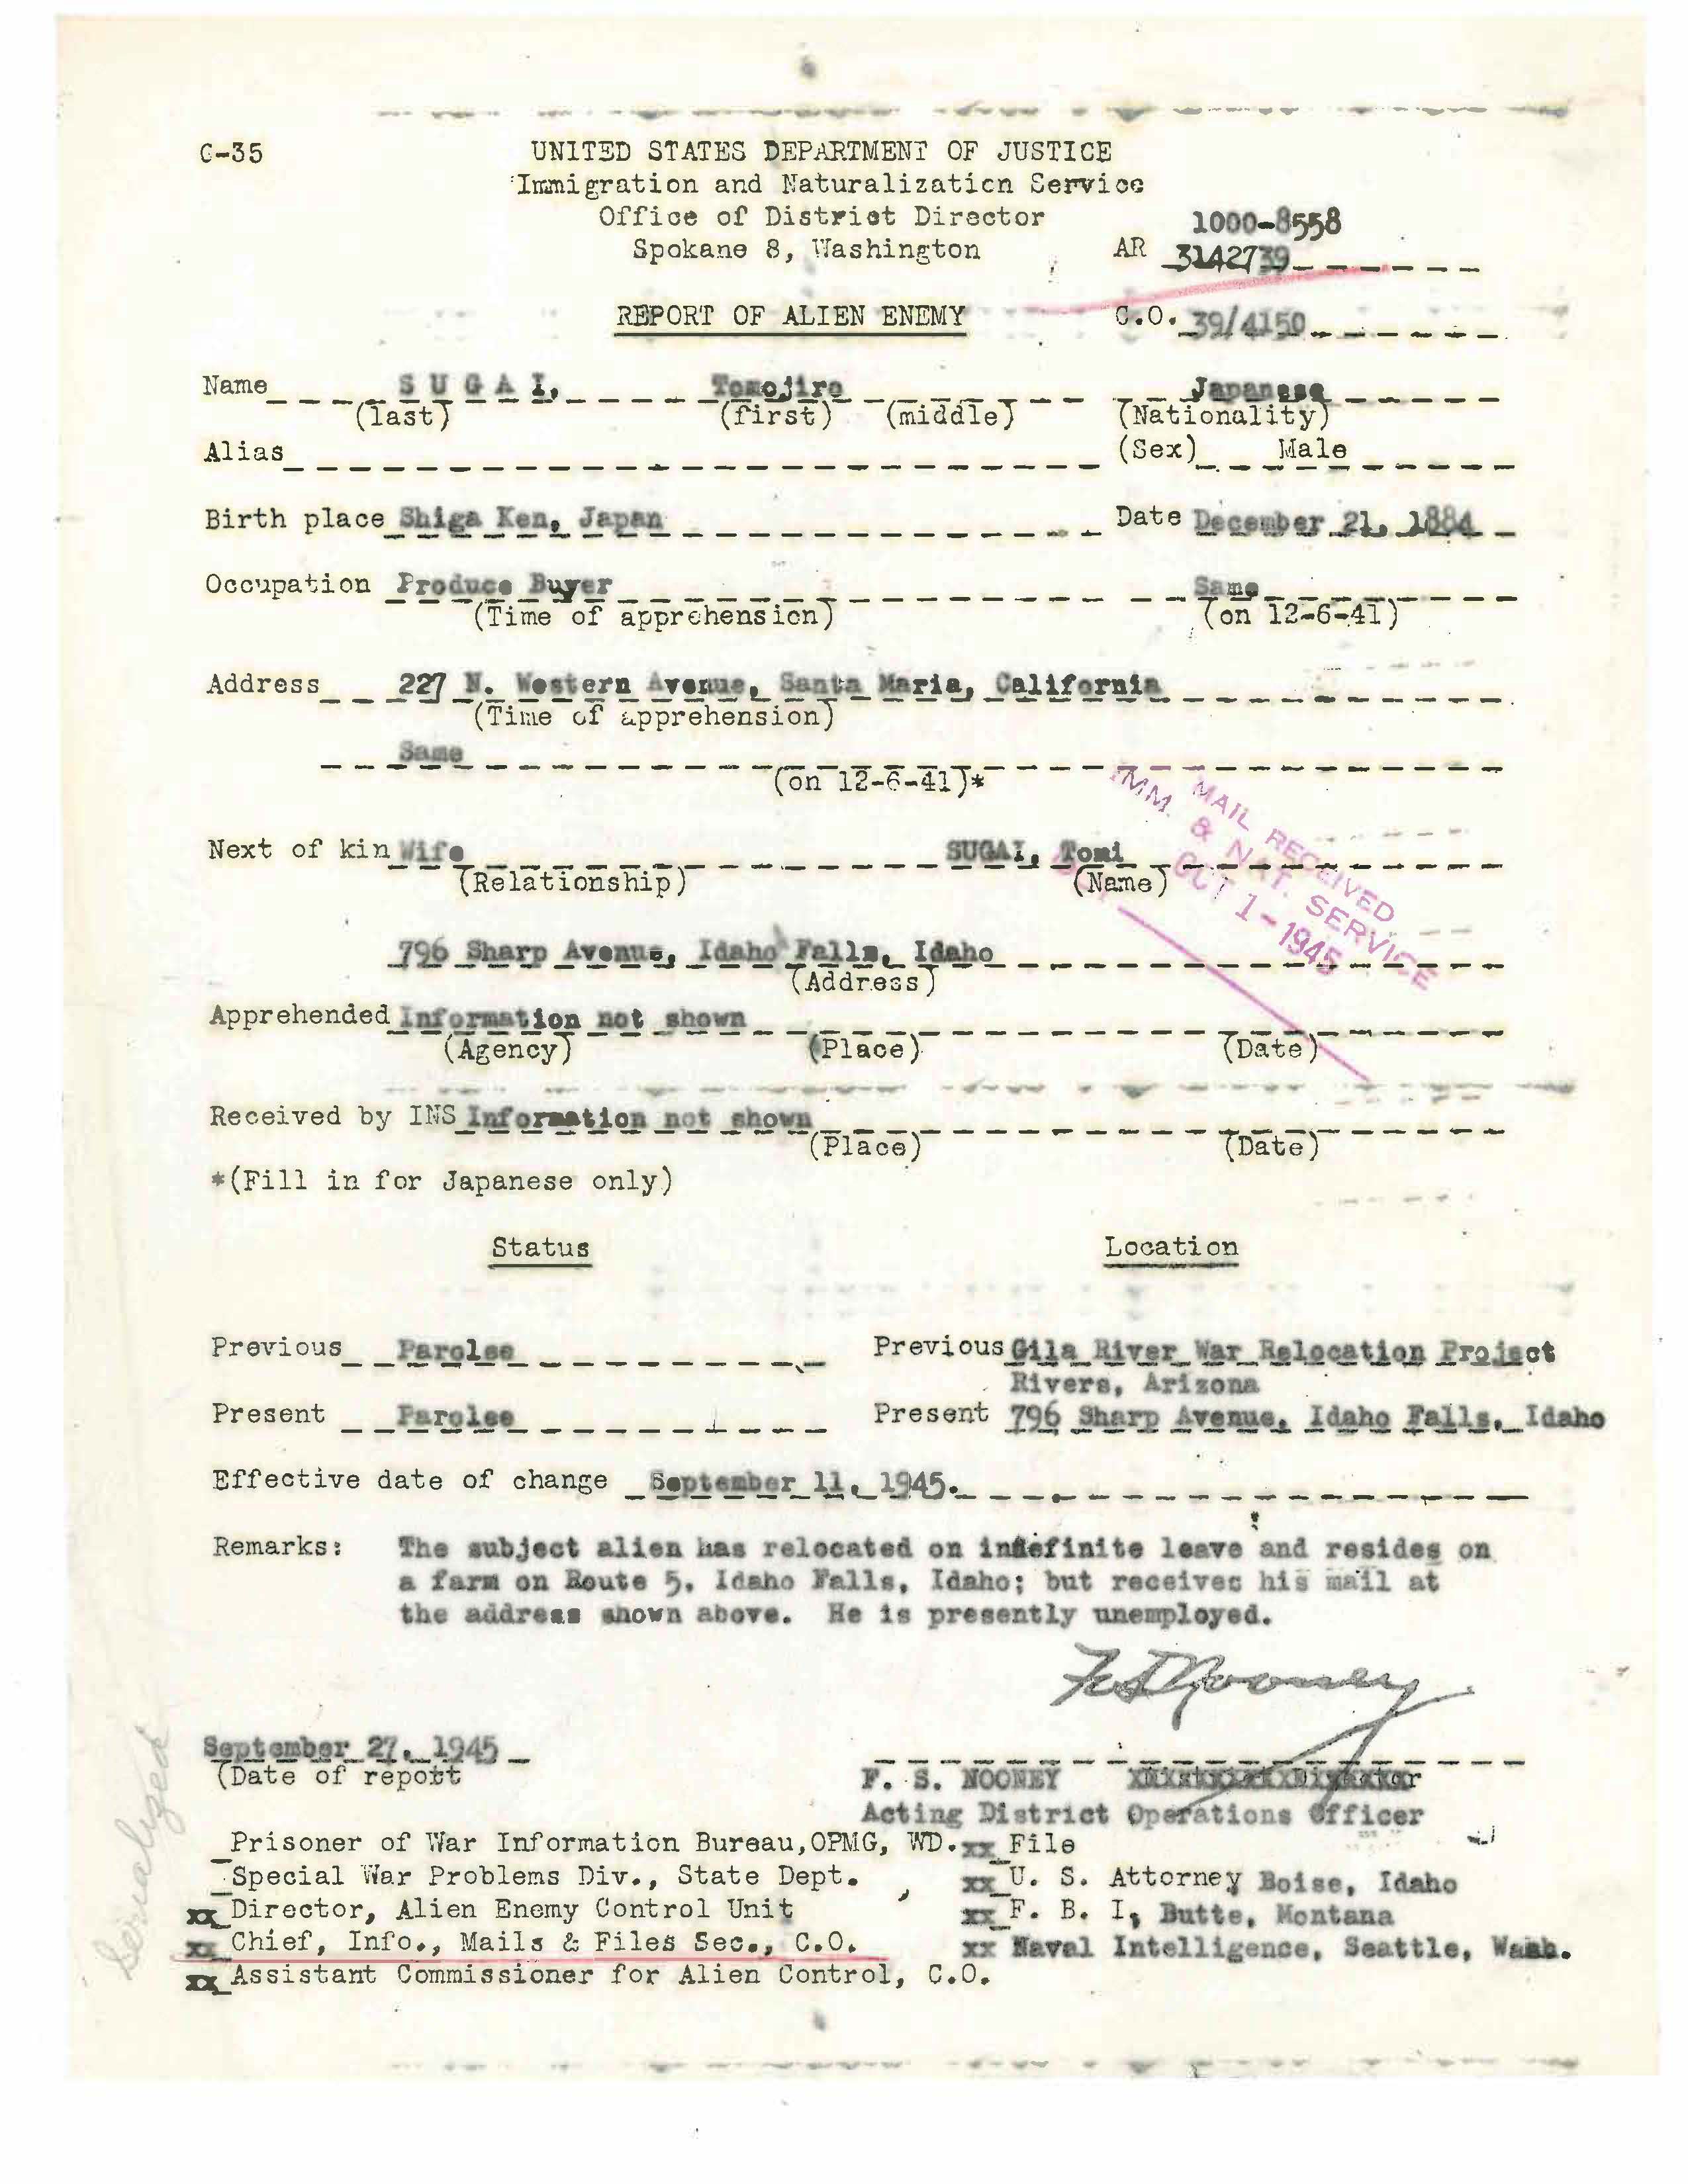 C-35
UNITED STATES DEPARTMENT OF JUSTICE
Immigration and Naturalization Service
Office of District Director
Spokane 8, Washington
1000-8558
AR 3142739
REPORT OF ALIEN ENEMY
C.O. 39/4150
Name S U G A I, Tomojiro Japanese
(last) (first) (middle) (Nationality)
Alias (Sex) Male
Birth place Shiga Ken, Japan Date December 21, 1884
Occupation Produce Buyer Same
(Time of apprehension) (on 12-6-41)
Address 227 N. Western Avenue, Santa Maria, California
(Time of apprehension)
Same
(on 12-6-41)*
MAIL RECEIVED
IMM. & NAT. SERVICE
OCT 1-1945
Next of kin Wife SUGAI, Tomi
(Relationship) (Name)
796 Sharp Avenue, Idaho Falls, Idaho
(Address)
Apprehended Information not shown
(Agency) (Place) (Date)
Received by INS Information not shown
(Place) (Date)
*(Fill in for Japanese only)
Status Location
Previous Parolee Previous Gila River War Relocation Project
Rivers, Arizona
Present Parolee Present 796 Sharp Avenue, Idaho Falls, Idaho
Effective date of change September 11, 1945.
Remarks: The subject alien has relocated on indefinite leave and resides on
a farm on Route 5, Idaho Falls, Idaho; but receives his mail at
the address shown above. He is presently unemployed.
F S Nooney
September 27, 1945
(Date of report
F. S. NOONEY
Acting District Operations Officer
Prisoner of War Information Bureau,OPMG, WD. xx File
Special War Problems Div., State Dept. xx U. S. Attorney Boise, Idaho
xx Director, Alien Enemy Control Unit xx F. B. I, Butte, Montana
xx Chief, Info., Mails & Files Sec., C.O. xx Naval Intelligence, Seattle, Wash.
xx Assistant Commissioner for Alien Control, C.O.
Serialized